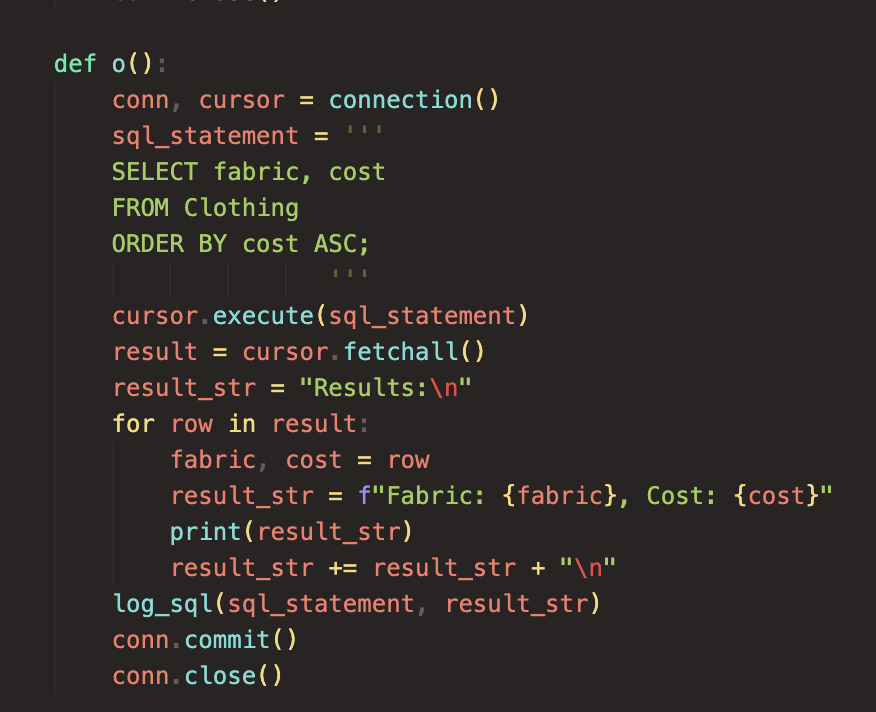 def o():
    conn, cursor = connection()
    sql_statement = '''
    SELECT fabric, cost
    FROM Clothing
    ORDER BY cost ASC;
                   '''
    cursor.execute(sql_statement)
    result = cursor.fetchall()
    result_str = "Results:\n"
    for row in result:
        fabric, cost = row
        result_str = f"Fabric: {fabric}, Cost: {cost}"
        print(result_str)
        result_str += result_str + "\n"
    log_sql(sql_statement, result_str)
    conn.commit()
    conn.close()